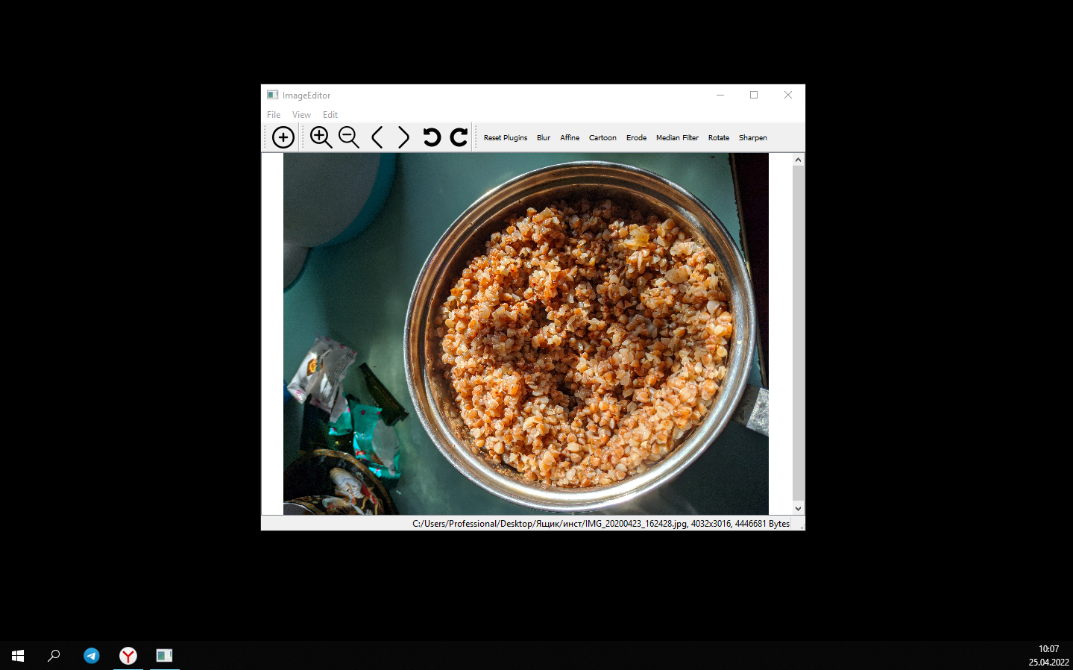 ImageEditor
File View Edit
Reset Plugins Blur Affine Cartoon Erode Median Filter Rotate Sharpen
C:/Users/Professional/Desktop/Ящик/инст/IMG_20200423_162428.jpg, 4032x3016, 4446681 Bytes
10:07
25.04.2022